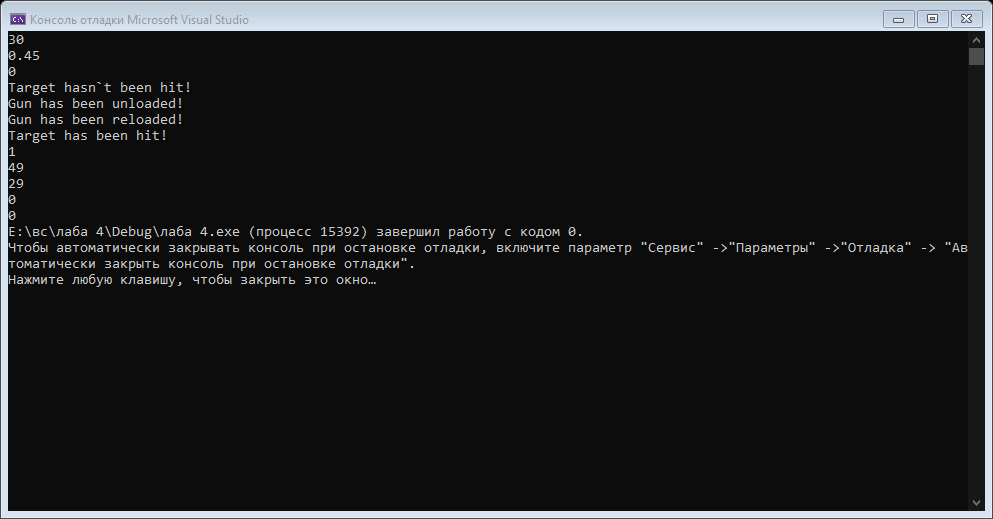 Консоль отладки Microsoft Visual Studio
30
0.45
0
Target hasn`t been hit!
Gun has been unloaded!
Gun has been reloaded!
Target has been hit!
1
49
29
0
0
E:\вс\лаба 4\Debug\лаба 4.exe (процесс 15392) завершил работу с кодом 0.
Чтобы автоматически закрывать консоль при остановке отладки, включите параметр "Сервис" ->"Параметры" ->"Отладка" -> "Ав
томатически закрыть консоль при остановке отладки".
Нажмите любую клавишу, чтобы закрыть это окно…